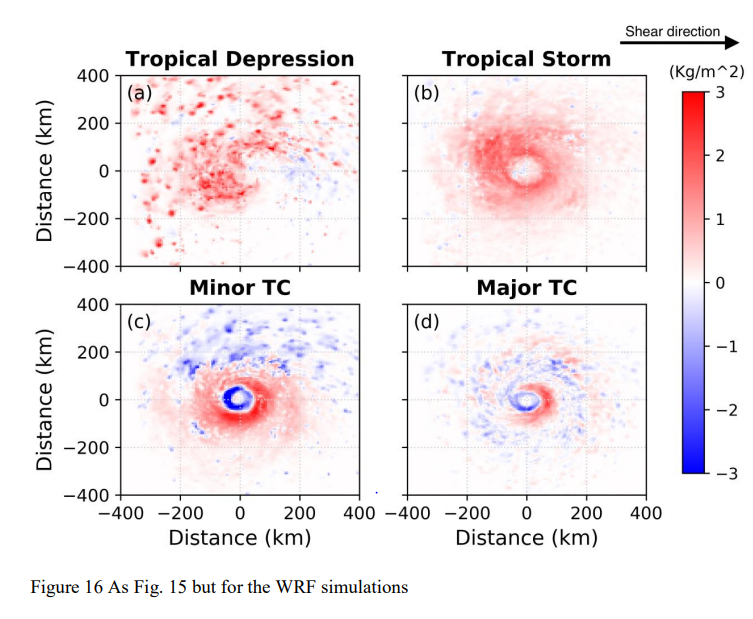 Shear direction
Tropical Depression
Tropical Storm
(Kg/m^2)
(a)
(b)
400
200
0
−200
−400
Distance (km)
3
2
1
0
−1
−2
−3
Minor TC
Major TC
(c)
(d)
400
200
0
−200
−400
Distance (km)
−400 −200 0 200 400
−400 −200 0 200 400
Distance (km)
Distance (km)
Figure 16 As Fig. 15 but for the WRF simulations